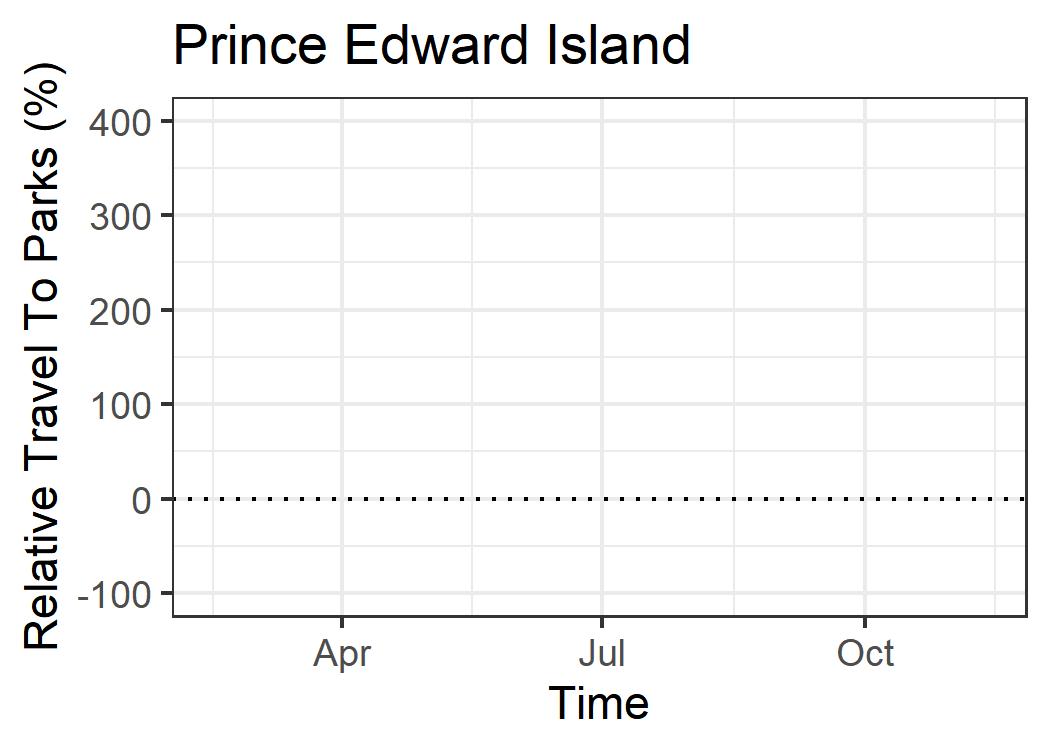 Prince Edward Island
Relative Travel To Parks (%)
400
300
200
100
0
-100
Apr
Jul
Oct
Time